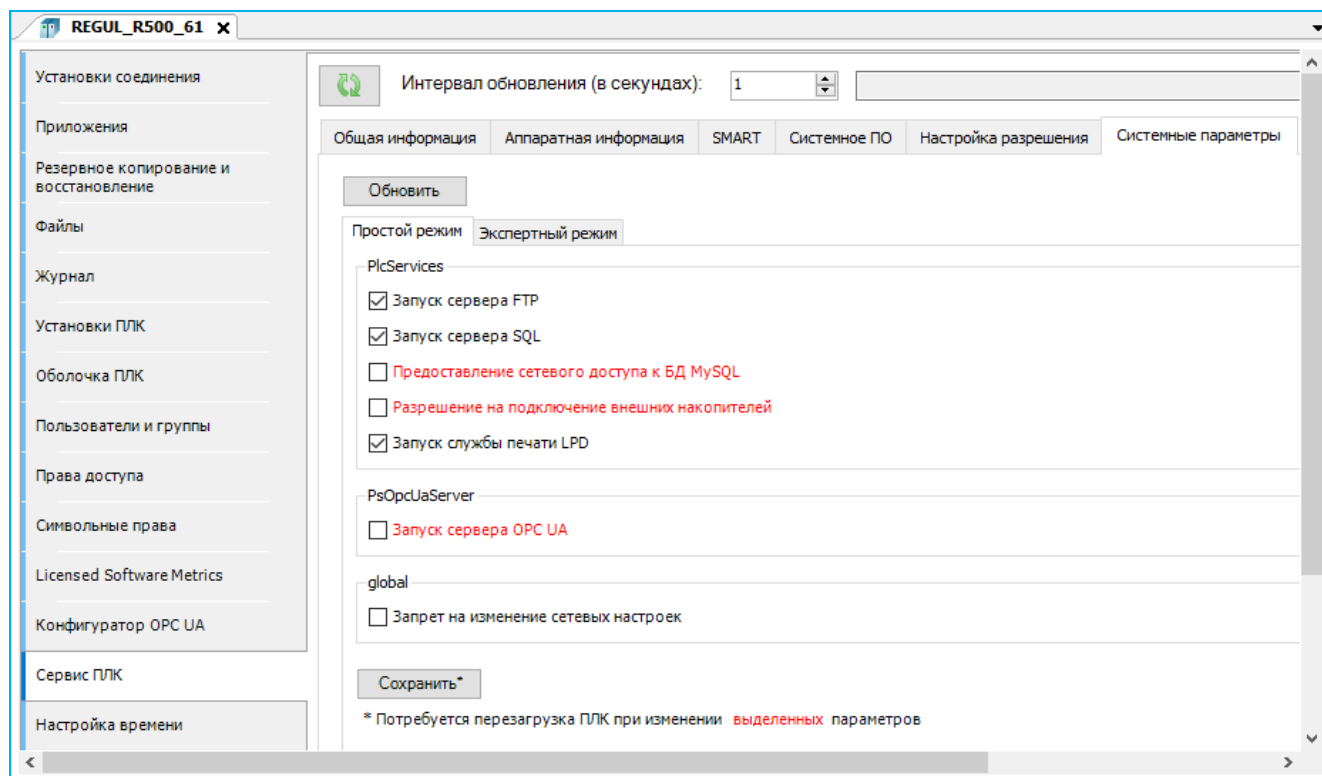 REGUL_R500_61
Установки соединения
Приложения
Резервное копирование и
восстановление
Файлы
Журнал
Установки ПЛК
Оболочка ПЛК
Пользователи и группы
Права доступа
Символьные права
Licensed Software Metrics
Конфигуратор OPC UA
Сервис ПЛК
Настройка времени
Интервал обновления (в секундах): 1
Общая информация Аппаратная информация SMART Системное ПО Настройка разрешения Системные параметры
Обновить
Простой режим Экспертный режим
PlcServices
Запуск сервера FTP
Запуск сервера SQL
Предоставление сетевого доступа к БД MySQL
Разрешение на подключение внешних накопителей
Запуск службы печати LPD
PsOpcUaServer
Запуск сервера OPC UA
global
Запрет на изменение сетевых настроек
Сохранить*
* Потребуется перезагрузка ПЛК при изменении выделенных параметров